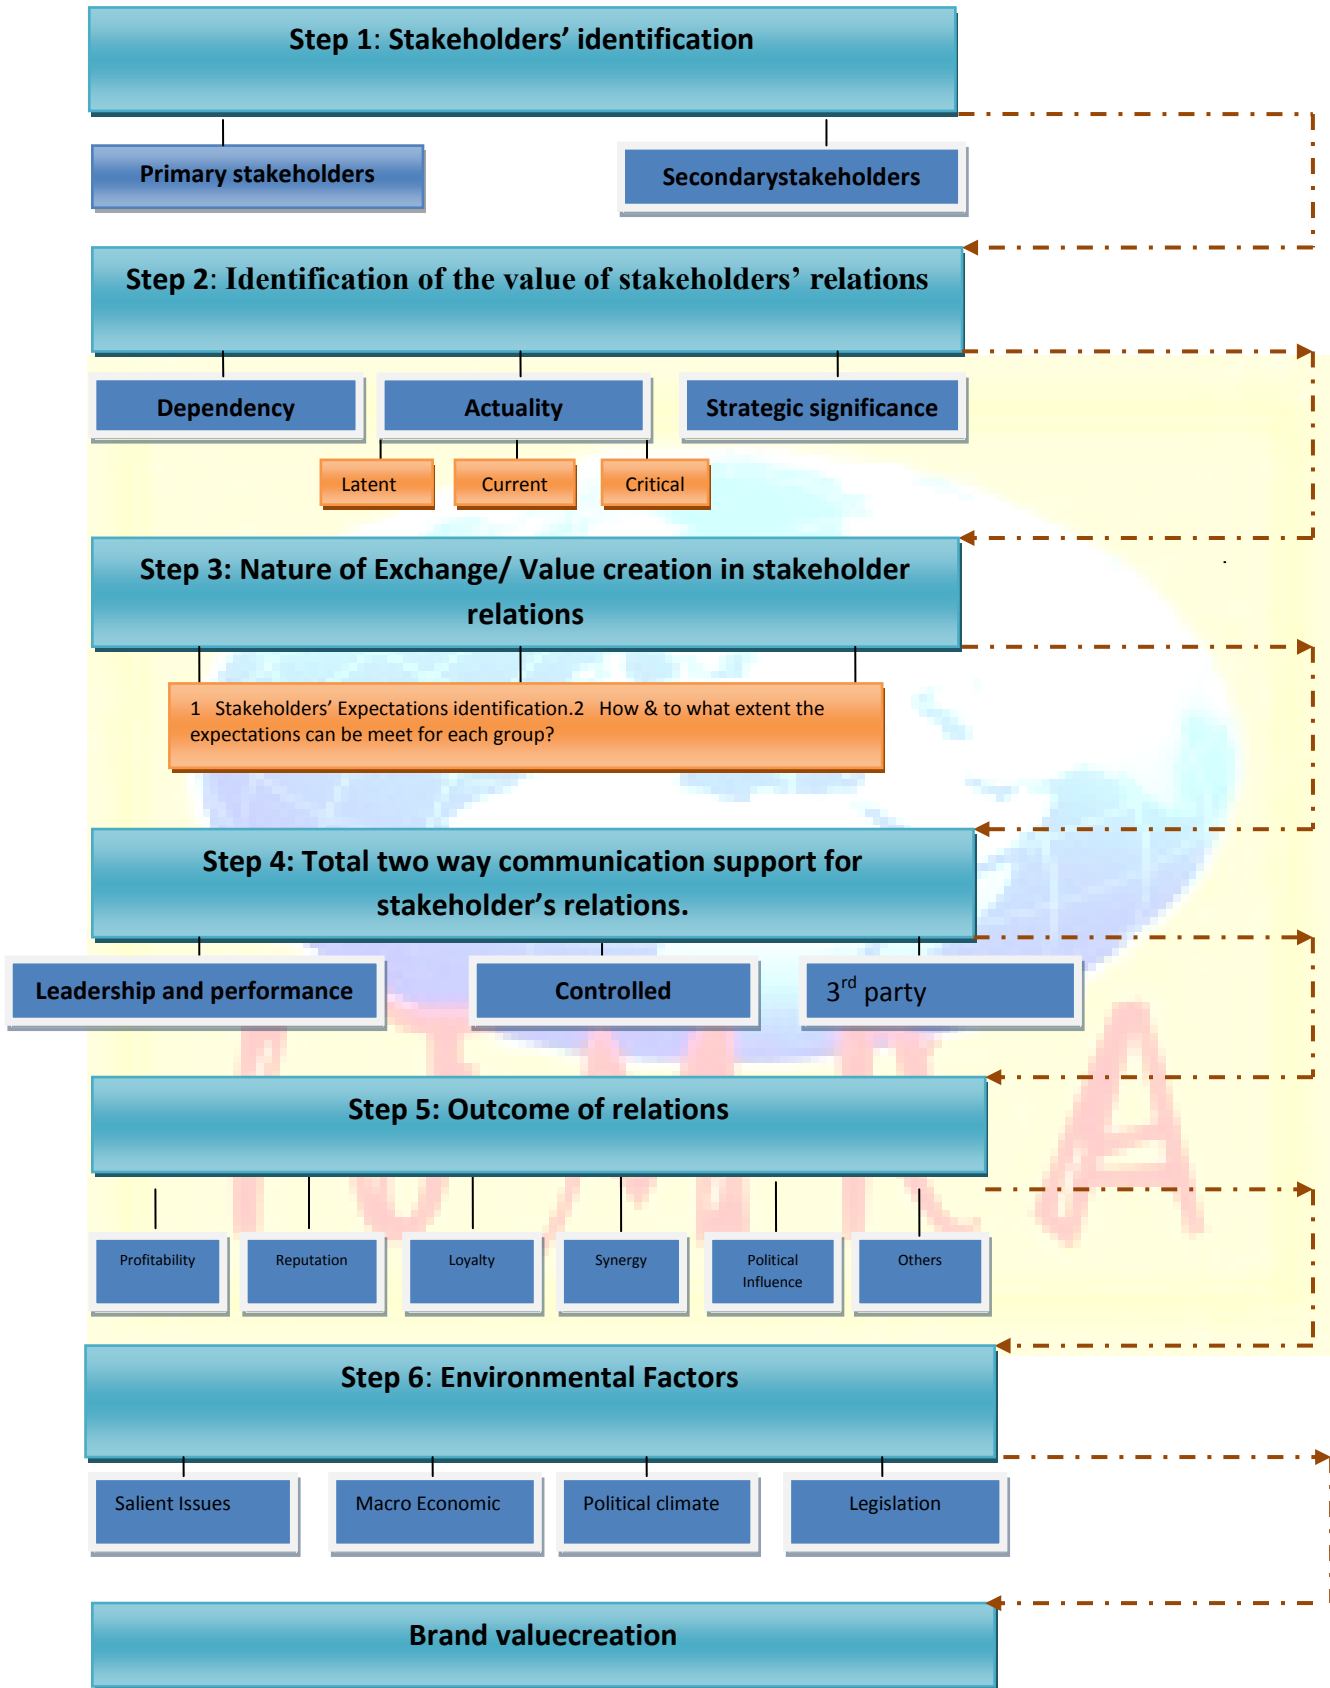 Step 1: Stakeholders’ identification
Primary stakeholders
Secondarystakeholders
Step 2: Identification of the value of stakeholders’ relations
Dependency
Actuality
Strategic significance
Latent
Current
Critical
Step 3: Nature of Exchange/ Value creation in stakeholder
relations
1 Stakeholders’ Expectations identification.2 How & to what extent the
expectations can be meet for each group?
Step 4: Total two way communication support for
stakeholder’s relations.
Leadership and performance
Controlled
3rd party
Step 5: Outcome of relations
Profitability
Reputation
Loyalty
Synergy
Political
Influence
Others
Step 6: Environmental Factors
Salient Issues
Macro Economic
Political climate
Legislation
Brand valuecreation